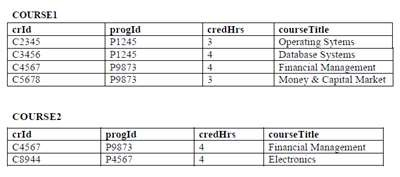 COURSE1
crId progId credHrs courseTitle
C2345 P1245 3 Operating Sytems
C3456 P1245 4 Database Systems
C4567 P9873 4 Financial Management
C5678 P9873 3 Money & Capital Market
COURSE2
crId progId credHrs courseTitle
C4567 P9873 4 Financial Management
C8944 P4567 4 Electronics